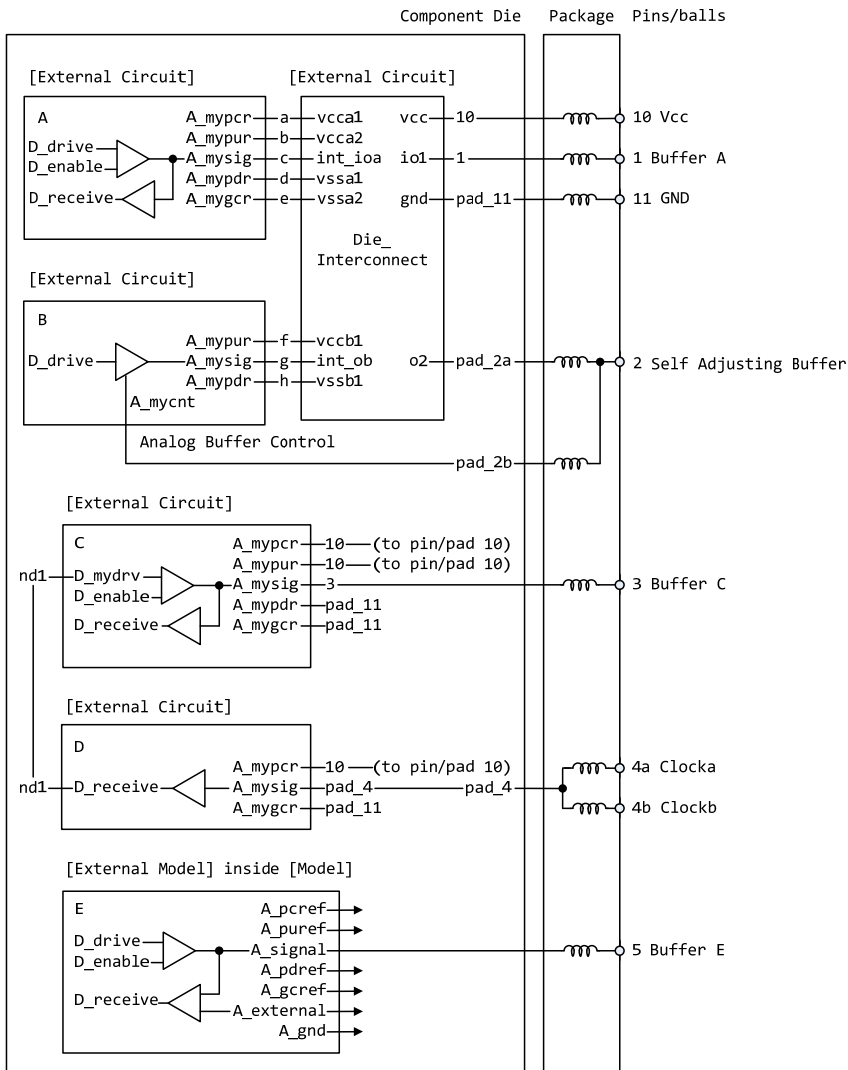 Component Die Package Pins/balls
[External Circuit] [External Circuit]
A A_mypcr a vcca1 vcc 10 10 Vcc
D_drive A_mypur b vcca2
D_enable A_mysig c int_ioa io1 1 1 Buffer A
A_mypdr d vssa1
D_receive A_mygcr e vssa2 gnd pad_11 11 GND
Die_
Interconnect
[External Circuit]
B
A_mypur f vccb1
D_drive A_mysig g int_ob o2 pad_2a 2 Self Adjusting Buffer
A_mypdr h vssb1
A_mycnt
Analog Buffer Control
pad_2b
[External Circuit]
C A_mypcr 10 (to pin/pad 10)
A_mypur 10 (to pin/pad 10)
nd1 D_mydrv A_mysig 3 3 Buffer C
D_enable A_mypdr pad_11
D_receive A_mygcr pad_11
[External Circuit]
D
A_mypcr 10 (to pin/pad 10) 4a Clocka
nd1 D_receive A_mysig pad_4 pad_4
A_mygcr pad_11 4b Clockb
[External Model] inside [Model]
E A_pcref
A_puref
D_drive A_signal 5 Buffer E
D_enable A_pdref
A_gcref
D_receive A_external
A_gnd